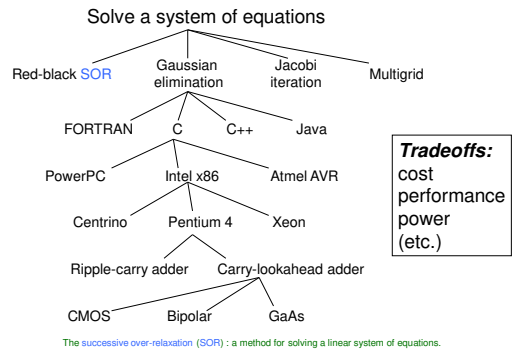 Solve a system of equations
Red-black SOR
Gaussian
elimination
Jacobi
iteration
Multigrid
FORTRAN
C
C++
Java
PowerPC
Intel x86
Atmel AVR
Centrino
Pentium 4
Xeon
Ripple-carry adder
Carry-lookahead adder
CMOS
Bipolar
GaAs
Tradeoffs:
cost
performance
power
(etc.)
The successive over-relaxation (SOR) : a method for solving a linear system of equations.